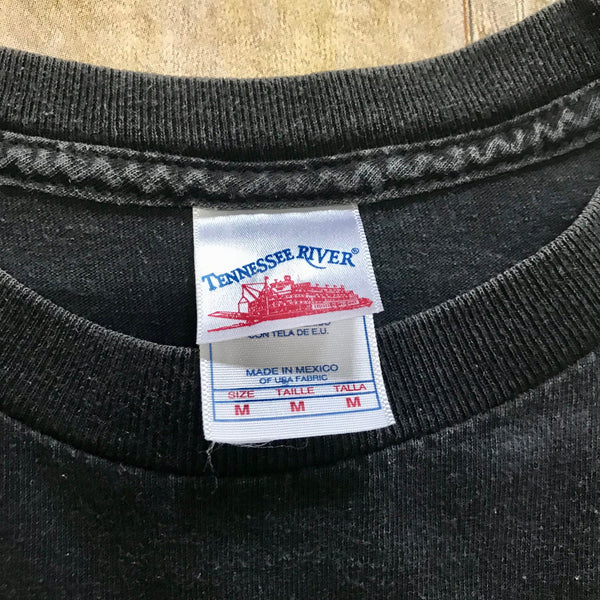 TENNESSEE RIVER®
CON TELA DE E.U.
MADE IN MEXICO
OF USA FABRIC
SIZE TAILLE TALLA
M M M